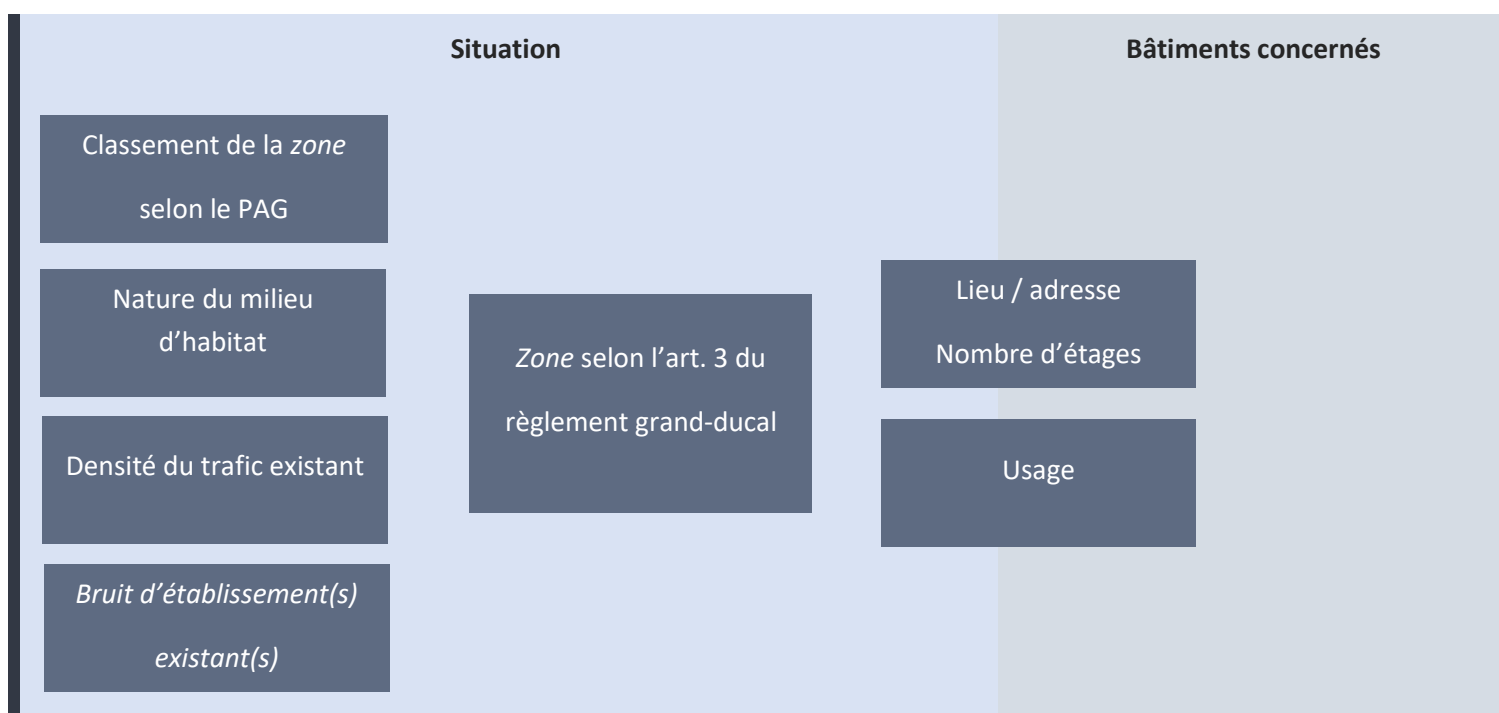 Situation
Bâtiments concernés
Classement de la zone
selon le PAG
Nature du milieu
d’habitat
Densité du trafic existant
Bruit d’établissement(s)
existant(s)
Zone selon l’art. 3 du
règlement grand-ducal
Lieu / adresse
Nombre d’étages
Usage